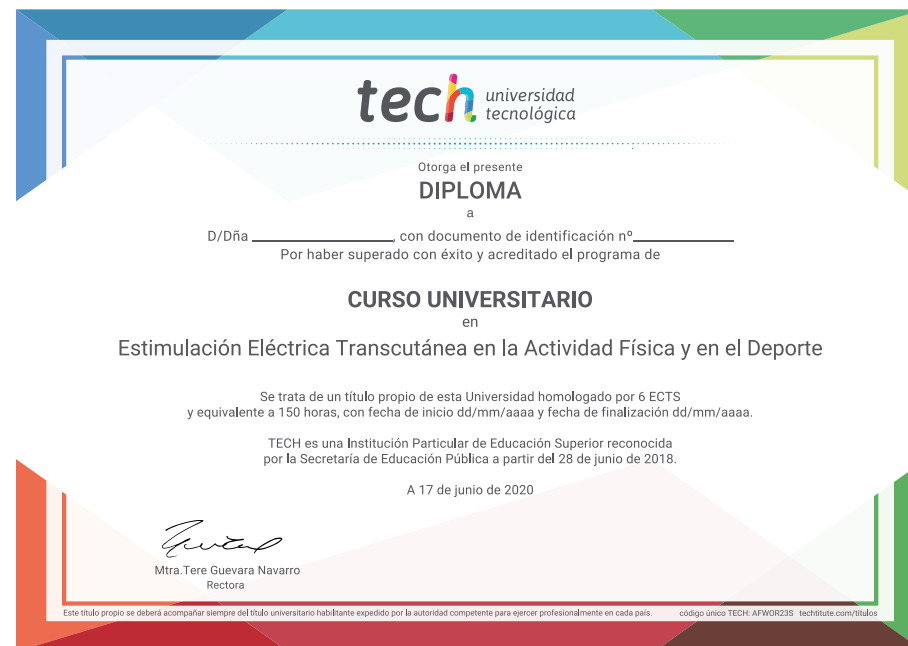 tech universidad
tecnológica
Otorga el presente
DIPLOMA
a
D/Dña ____________________, con documento de identificación nº______________
Por haber superado con éxito y acreditado el programa de
CURSO UNIVERSITARIO
en
Estimulación Eléctrica Transcutánea en la Actividad Física y en el Deporte
Se trata de un título propio de esta Universidad homologado por 6 ECTS
y equivalente a 150 horas, con fecha de inicio dd/mm/aaaa y fecha de finalización dd/mm/aaaa.
TECH es una Institución Particular de Educación Superior reconocida
por la Secretaría de Educación Pública a partir del 28 de junio de 2018.
A 17 de junio de 2020
Mtra.Tere Guevara Navarro
Rectora
Este título propio se deberá acompañar siempre del título universitario habilitante expedido por la autoridad competente para ejercer profesionalmente en cada país. código único TECH: AFWOR23S techtitute.com/titulos